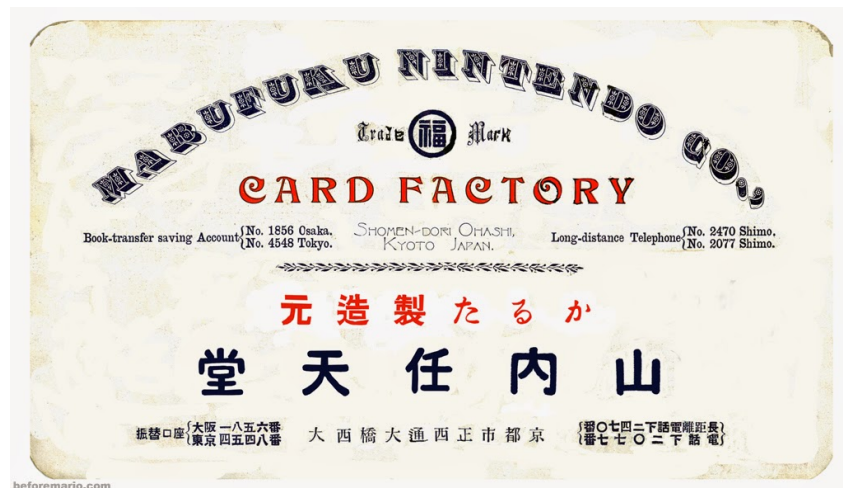 MARUFUKU NINTENDO CO.,
Trade 福 Mark
CARD FACTORY
Book-transfer saving Account{No. 1856 Osaka.
No. 4548 Tokyo.
SHOMEN-DORI OHASHI,
KYOTO JAPAN.
Long-distance Telephone{No. 2470 Shimo.
No. 2077 Shimo.
かるた製造元
山内任天堂
長距離電話下二四七〇番
電話下二〇七七番
京都市正西通大橋西大
振替口座{大阪一八五六番
東京四五四八番
beforemario.com